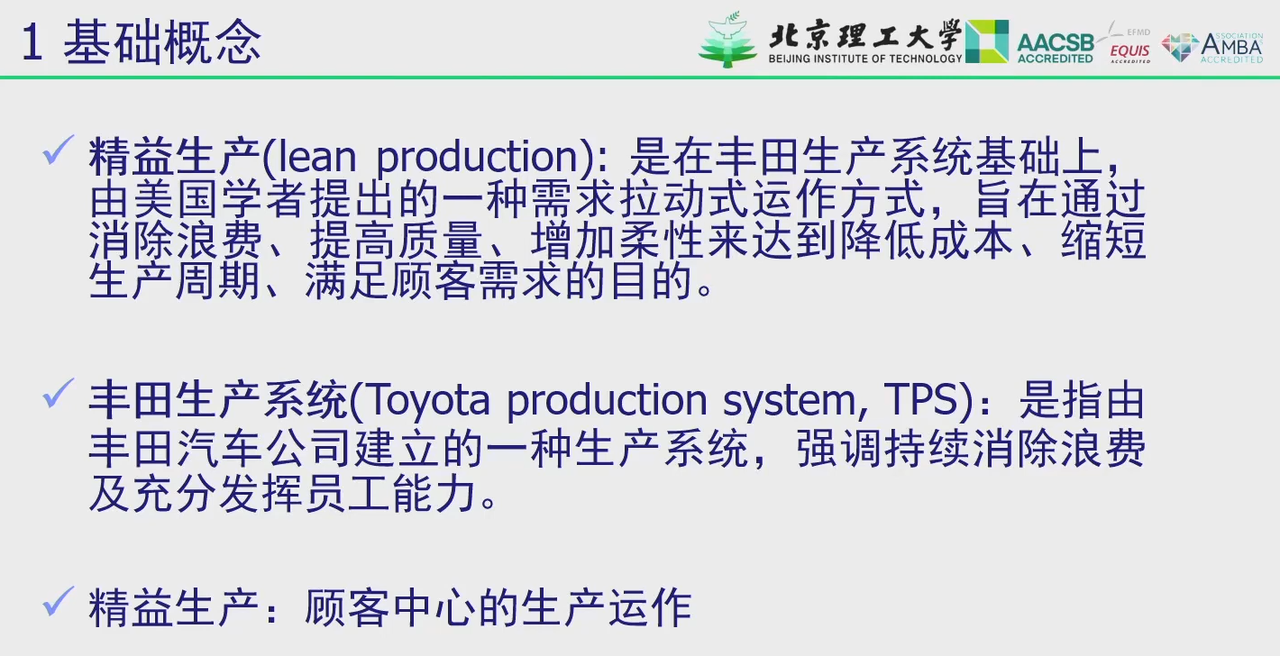 1 基础概念
北京理工大学
BEIJING INSTITUTE OF TECHNOLOGY
AACSB
ACCREDITED
EFMD
EQUIS
ACCREDITED
ASSOCIATION
AMBA
ACCREDITED
精益生产(lean production): 是在丰田生产系统基础上，
由美国学者提出的一种需求拉动式运作方式，旨在通过
消除浪费、提高质量、增加柔性来达到降低成本、缩短
生产周期、满足顾客需求的目的。
丰田生产系统(Toyota production system, TPS)：是指由
丰田汽车公司建立的一种生产系统，强调持续消除浪费
及充分发挥员工能力。
精益生产：顾客中心的生产运作